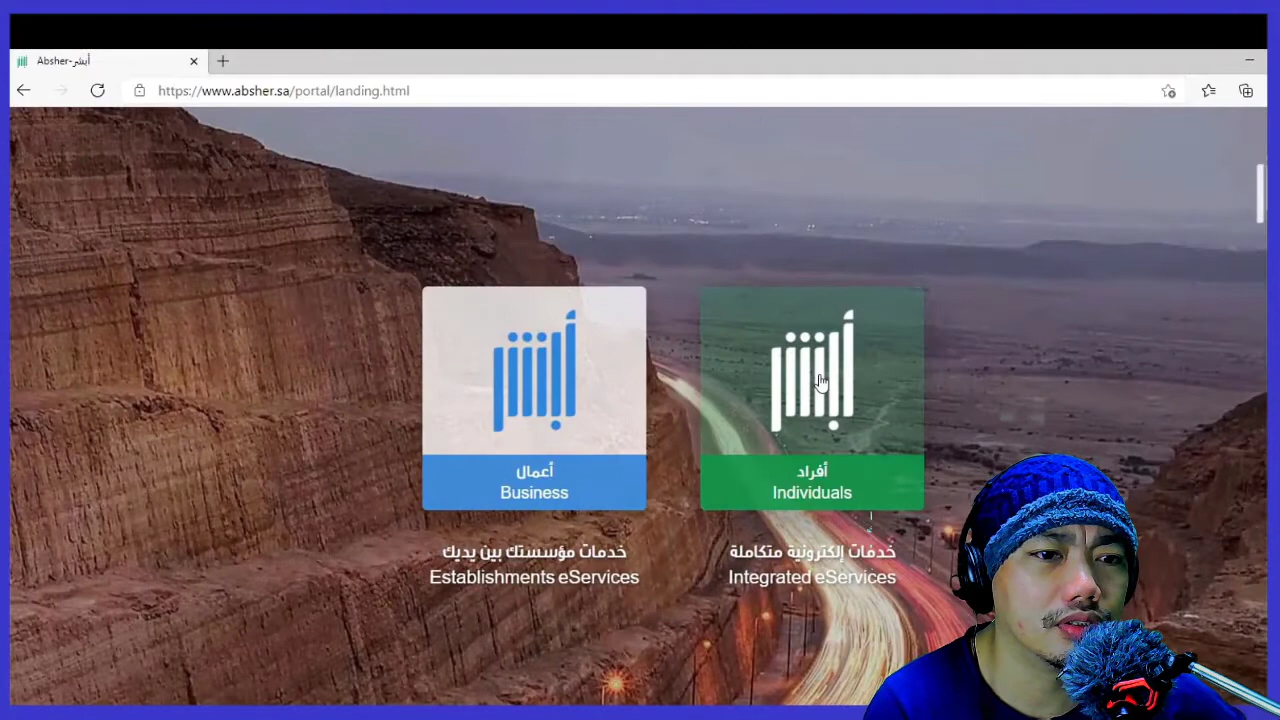 Absher-أبشر
https://www.absher.sa/portal/landing.html
أبشر
أعمال
Business
خدمات مؤسستك بين يديك
Establishments eServices
أبشر
أفراد
Individuals
خدمات إلكترونية متكاملة
Integrated eServices